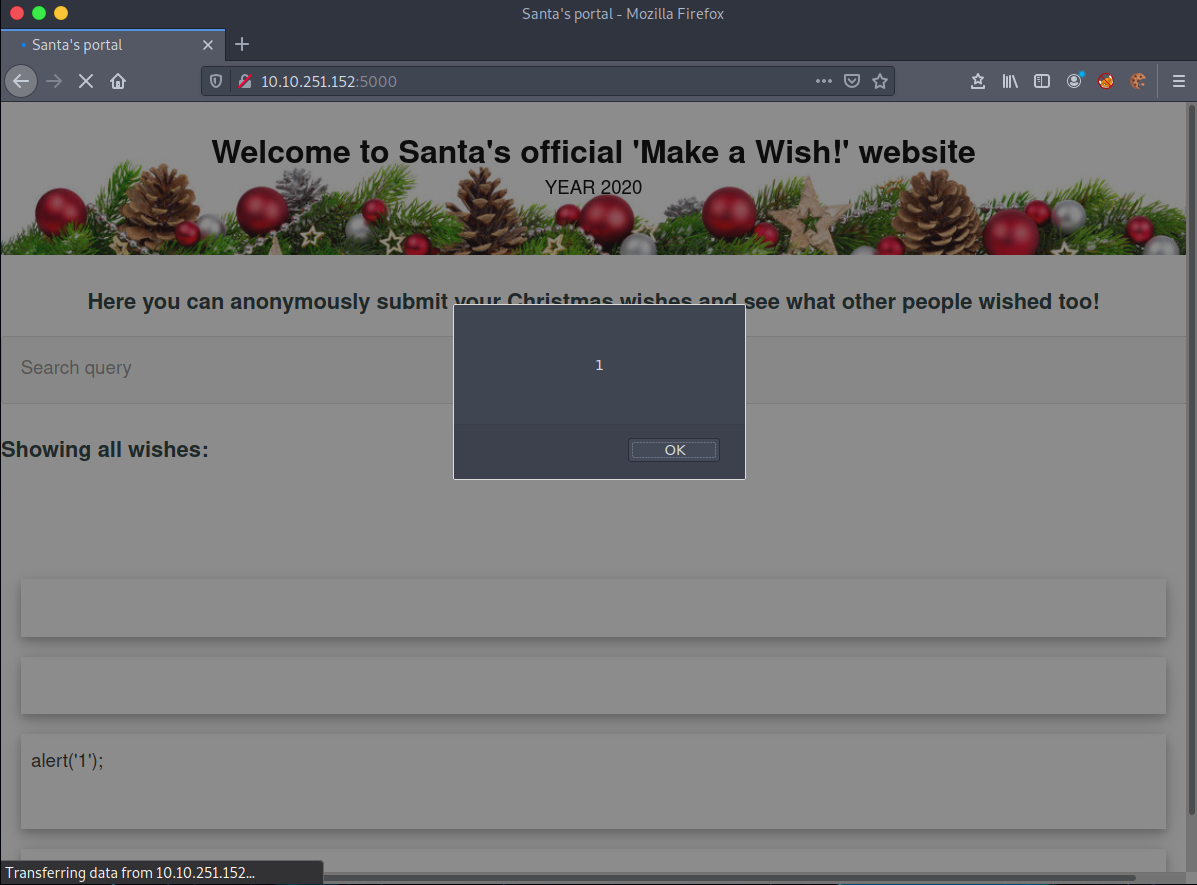 Santa's portal - Mozilla Firefox
Santa's portal
10.10.251.152:5000
Welcome to Santa's official 'Make a Wish!' website
YEAR 2020
Here you can anonymously submit your Christmas wishes and see what other people wished too!
1
Search query
OK
Showing all wishes:
alert('1');
Transferring data from 10.10.251.152...